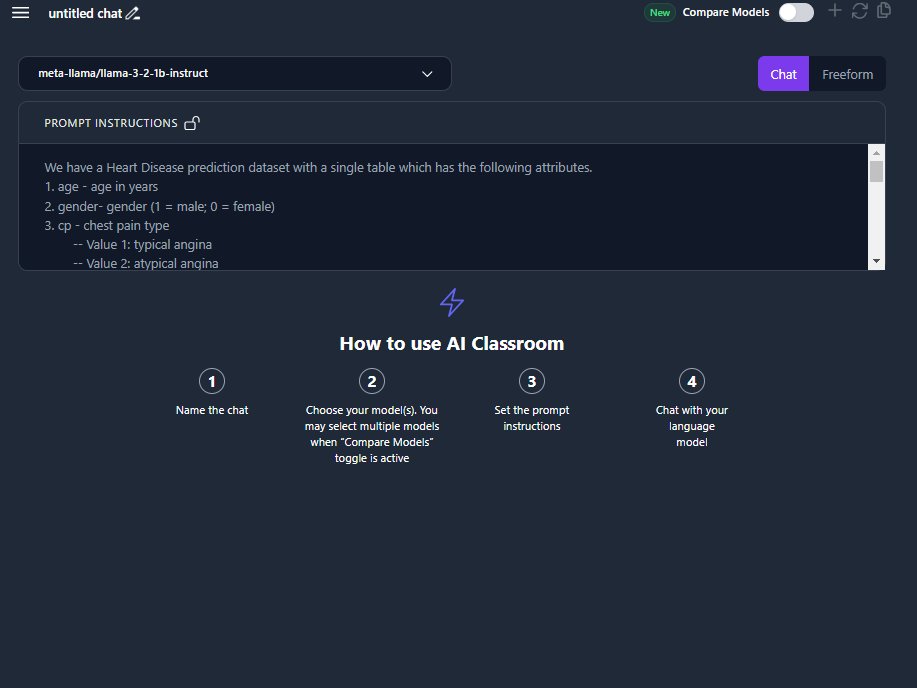 untitled chat
New Compare Models
meta-llama/llama-3-2-1b-instruct
Chat Freeform
PROMPT INSTRUCTIONS
We have a Heart Disease prediction dataset with a single table which has the following attributes.
1. age - age in years
2. gender- gender (1 = male; 0 = female)
3. cp - chest pain type
-- Value 1: typical angina
-- Value 2: atypical angina
How to use AI Classroom
1
Name the chat
2
Choose your model(s). You
may select multiple models
when "Compare Models"
toggle is active
3
Set the prompt
instructions
4
Chat with your
language
model